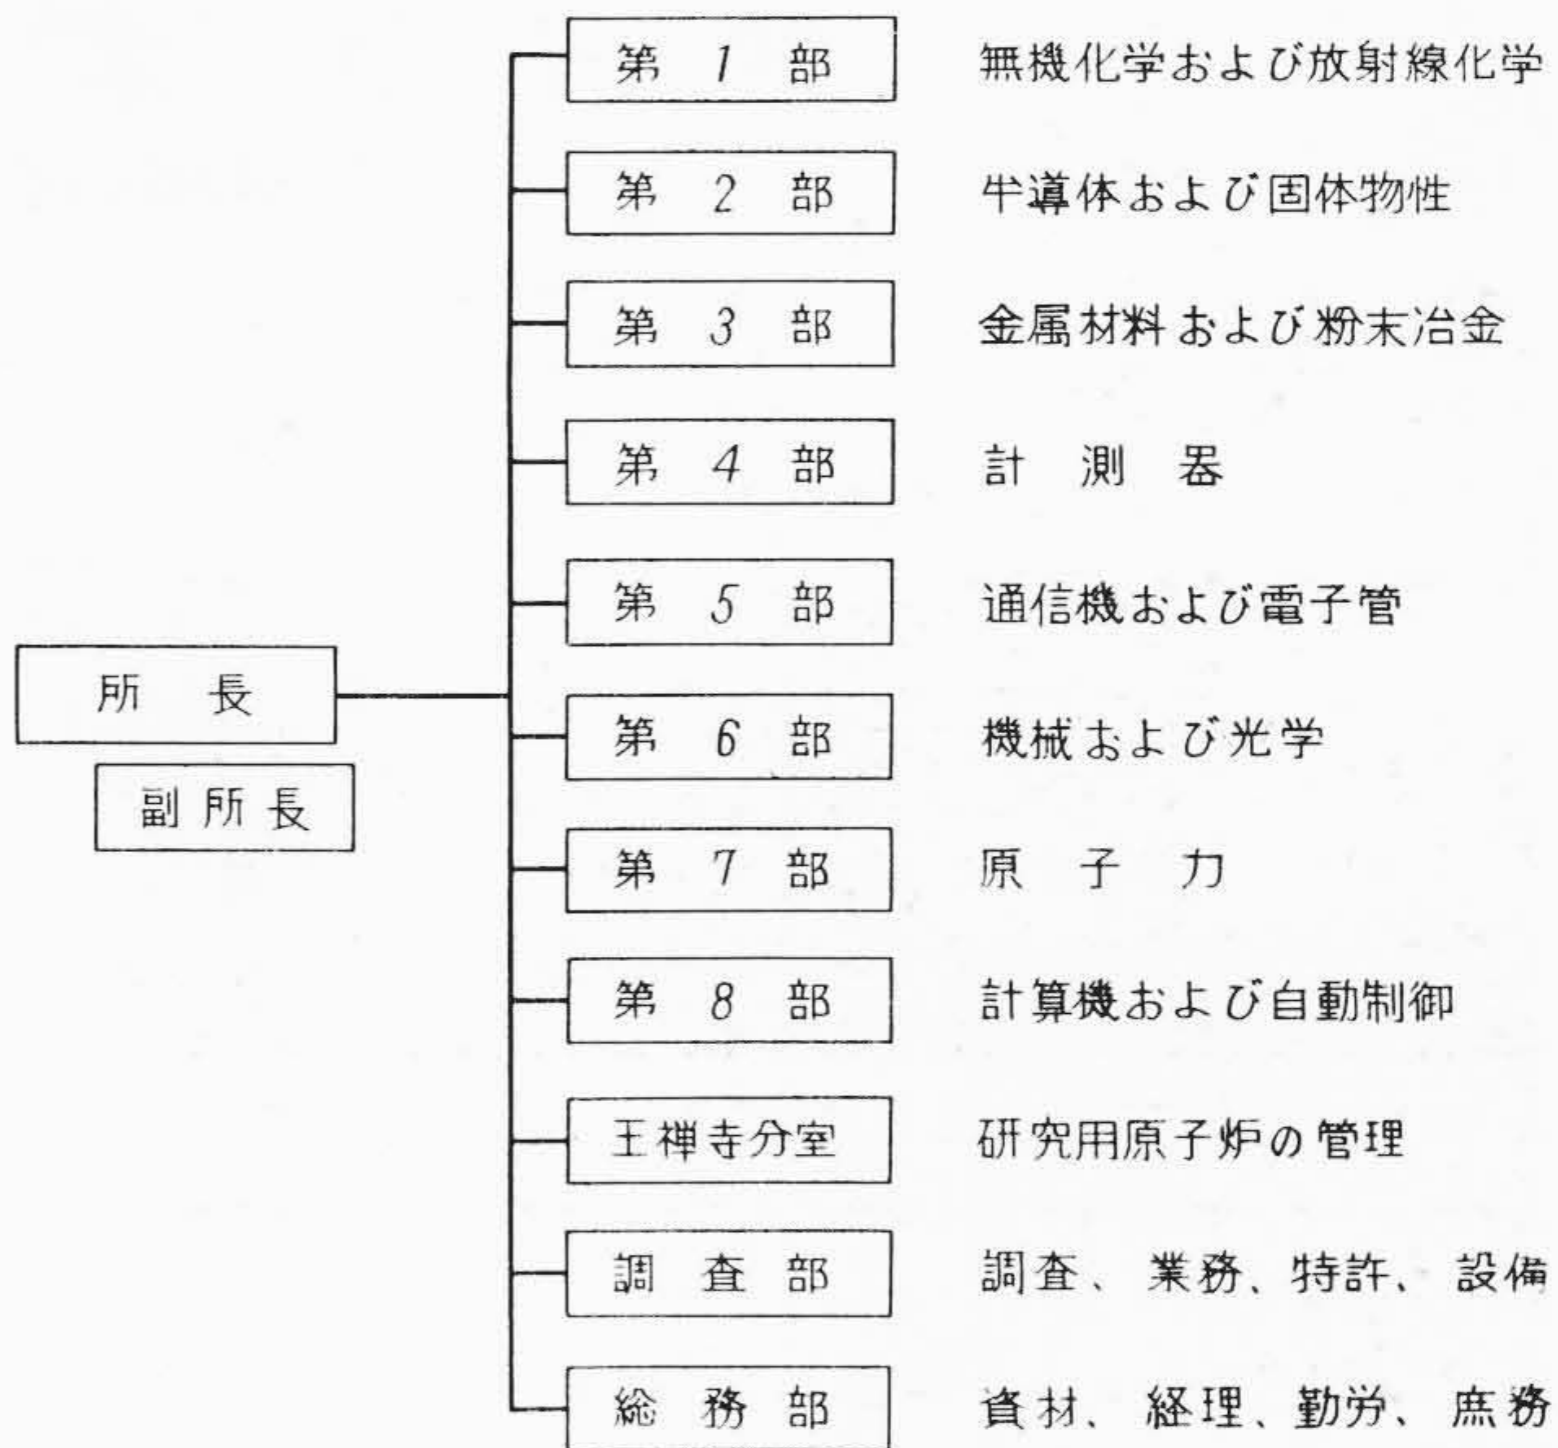 第1部 無機化学および放射線化学
第2部 半導体および固体物性
第3部 金属材料および粉末冶金
第4部 計測器
第5部 通信機および電子管
所長
第6部 機械および光学
副所長
第7部 原子力
第8部 計算機および自動制御
王禅寺分室 研究用原子炉の管理
調査部 調査、業務、特許、設備
総務部 資材、経理、勤労、庶務